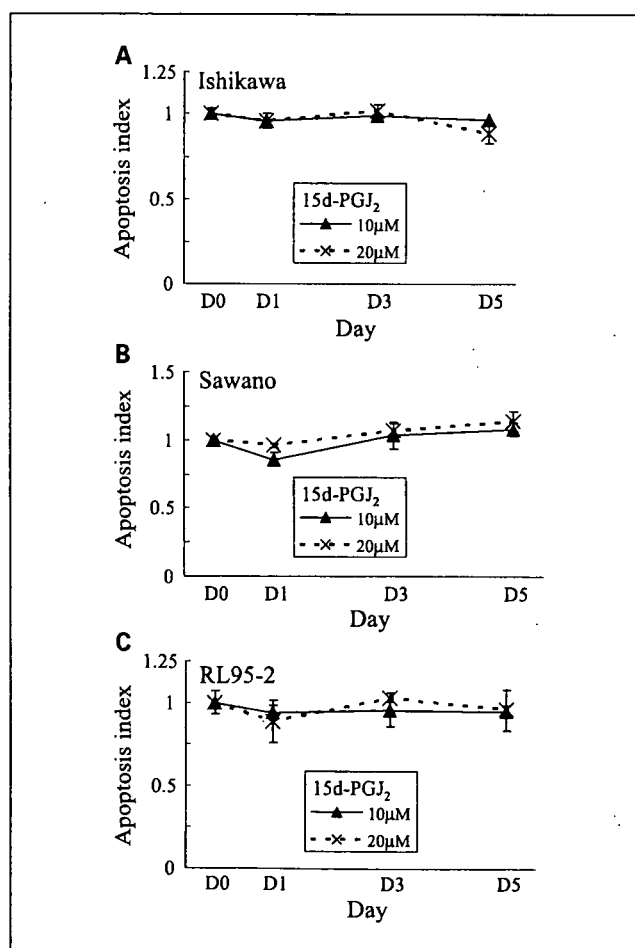 A
1.25
Ishikawa
1
Apoptosis index
0.5
0
15d-PGJ₂
10μM
20μM
D0 D1 D3 D5
Day
B
1.5
Sawano
1
Apoptosis index
0.5
0
15d-PGJ₂
10μM
20μM
D0 D1 D3 D5
Day
C
1.25
RL95-2
1
Apoptosis index
0.5
0
15d-PGJ₂
10μM
20μM
D0 D1 D3 D5
Day